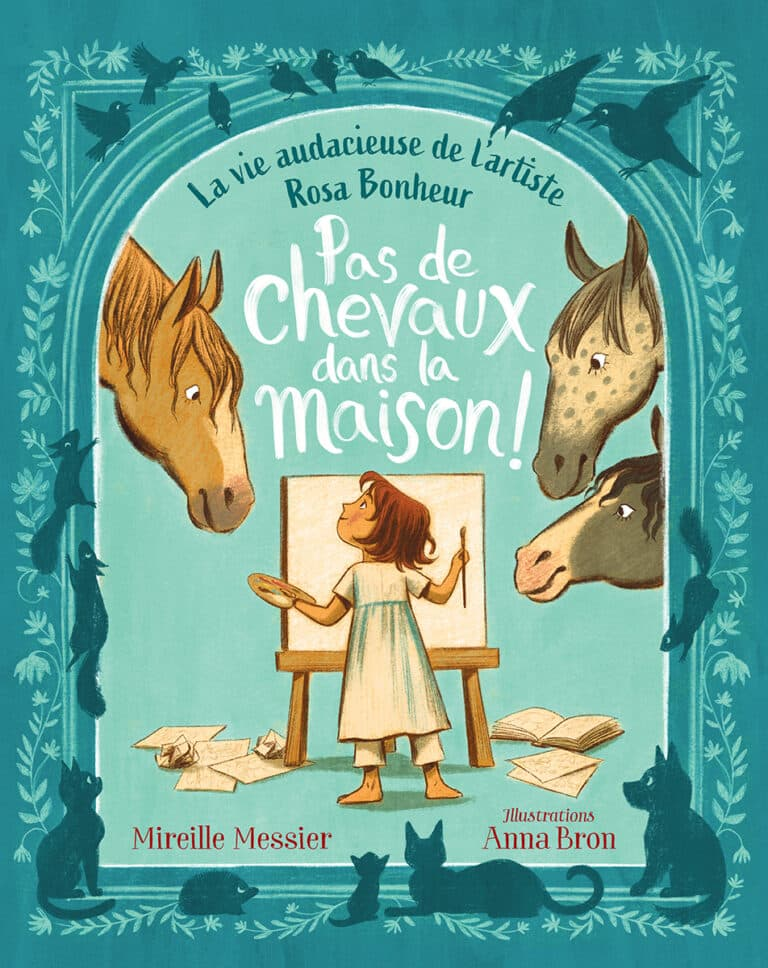 La vie audacieuse de l'artiste
Rosa Bonheur
Pas de
chevaux
dans la
maison!
Mireille Messier
Illustrations
Anna Bron